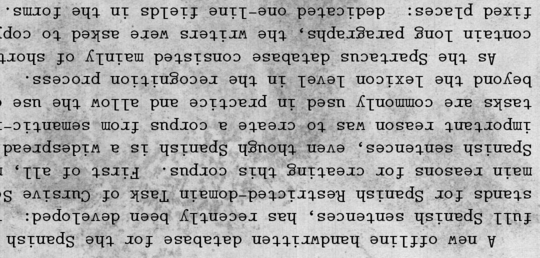 A new offline handwritten database for the Spanish
full Spanish sentences, has recently been developed:
stands for Spanish Restricted-domain Task of Cursive
main reasons for creating this corpus. First of all,
Spanish sentences, even though Spanish is a widespread
important reason was to create a corpus from semantic-
tasks are commonly used in practice and allow the use
beyond the lexicon level in the recognition process.
As the Spartacus database consisted mainly of short
contain long paragraphs, the writers were asked to copy
fixed places: dedicated one-line fields in the forms.